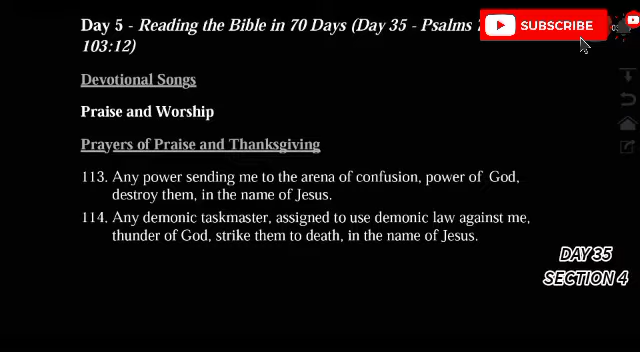 Day 5 - Reading the Bible in 70 Days (Day 35 - Psalms
103:12)
SUBSCRIBE
Devotional Songs
Praise and Worship
Prayers of Praise and Thanksgiving
113. Any power sending me to the arena of confusion, power of God,
destroy them, in the name of Jesus.
114. Any demonic taskmaster, assigned to use demonic law against me,
thunder of God, strike them to death, in the name of Jesus.
DAY 35
SECTION 4